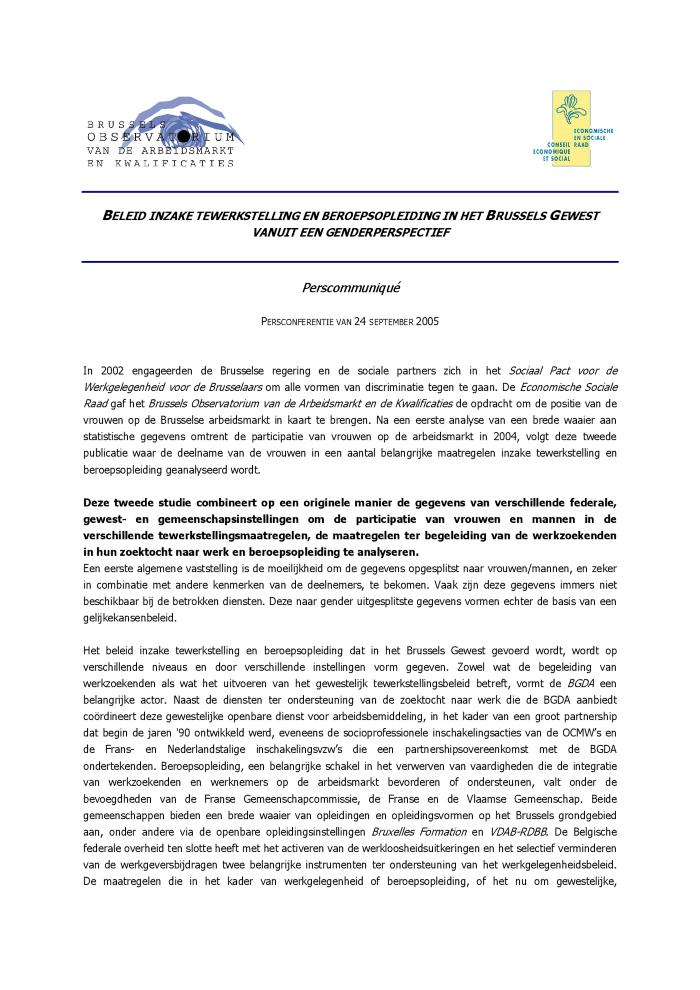 BRUSSELS
OBSERVATORIUM
VAN DE ARBEIDSMARKT
EN KWALIFICATIES
ECONOMISCHE
EN SOCIALE
CONSEIL RAAD
ECONOMIQUE
ET SOCIAL
BELEID INZAKE TEWERKSTELLING EN BEROEPSOPLEIDING IN HET BRUSSELS GEWEST
VANUIT EEN GENDERPERSPECTIEF
Perscommuniqué
PERSCONFERENTIE VAN 24 SEPTEMBER 2005
In 2002 engageerden de Brusselse regering en de sociale partners zich in het Sociaal Pact voor de
Werkgelegenheid voor de Brusselaars om alle vormen van discriminatie tegen te gaan. De Economische Sociale
Raad gaf het Brussels Observatorium van de Arbeidsmarkt en de Kwalificaties de opdracht om de positie van de
vrouwen op de Brusselse arbeidsmarkt in kaart te brengen. Na een eerste analyse van een brede waaier aan
statistische gegevens omtrent de participatie van vrouwen op de arbeidsmarkt in 2004, volgt deze tweede
publicatie waar de deelname van de vrouwen in een aantal belangrijke maatregelen inzake tewerkstelling en
beroepsopleiding geanalyseerd wordt.
Deze tweede studie combineert op een originele manier de gegevens van verschillende federale,
gewest- en gemeenschapsinstellingen om de participatie van vrouwen en mannen in de
verschillende tewerkstellingsmaatregelen, de maatregelen ter begeleiding van de werkzoekenden
in hun zoektocht naar werk en beroepsopleiding te analyseren.
Een eerste algemene vaststelling is de moeilijkheid om de gegevens opgesplitst naar vrouwen/mannen, en zeker
in combinatie met andere kenmerken van de deelnemers, te bekomen. Vaak zijn deze gegevens immers niet
beschikbaar bij de betrokken diensten. Deze naar gender uitgesplitste gegevens vormen echter de basis van een
gelijkekansenbeleid.
Het beleid inzake tewerkstelling en beroepsopleiding dat in het Brussels Gewest gevoerd wordt, wordt op
verschillende niveaus en door verschillende instellingen vorm gegeven. Zowel wat de begeleiding van
werkzoekenden als wat het uitvoeren van het gewestelijk tewerkstellingsbeleid betreft, vormt de BGDA een
belangrijke actor. Naast de diensten ter ondersteuning van de zoektocht naar werk die de BGDA aanbiedt
coördineert deze gewestelijke openbare dienst voor arbeidsbemiddeling, in het kader van een groot partnership
dat begin de jaren '90 ontwikkeld werd, eveneens de socioprofessionele inschakelingsacties van de OCMW's en
de Frans- en Nederlandstalige inschakelingsvzw's die een partnershipsovereenkomst met de BGDA
ondertekenden. Beroepsopleiding, een belangrijke schakel in het verwerven van vaardigheden die de integratie
van werkzoekenden en werknemers op de arbeidsmarkt bevorderen of ondersteunen, valt onder de
bevoegdheden van de Franse Gemeenschapcommissie, de Franse en de Vlaamse Gemeenschap. Beide
gemeenschappen bieden een brede waaier van opleidingen en opleidingsvormen op het Brussels grondgebied
aan, onder andere via de openbare opleidingsinstellingen Bruxelles Formation en VDAB-RDBB. De Belgische
federale overheid ten slotte heeft met het activeren van de werkloosheidsuitkeringen en het selectief verminderen
van de werkgeversbijdragen twee belangrijke instrumenten ter ondersteuning van het werkgelegenheidsbeleid.
De maatregelen die in het kader van werkgelegenheid of beroepsopleiding, of het nu om gewestelijke,